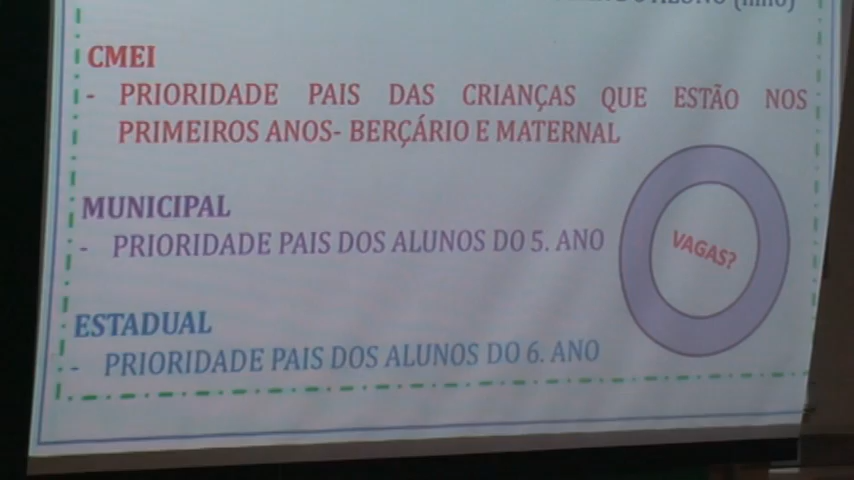 ALUNO
CMEI
- PRIORIDADE PAIS DAS CRIANÇAS QUE ESTÃO NOS
PRIMEIROS ANOS- BERÇÁRIO E MATERNAL
MUNICIPAL
- PRIORIDADE PAIS DOS ALUNOS DO 5. ANO
VAGAS?
ESTADUAL
- PRIORIDADE PAIS DOS ALUNOS DO 6. ANO